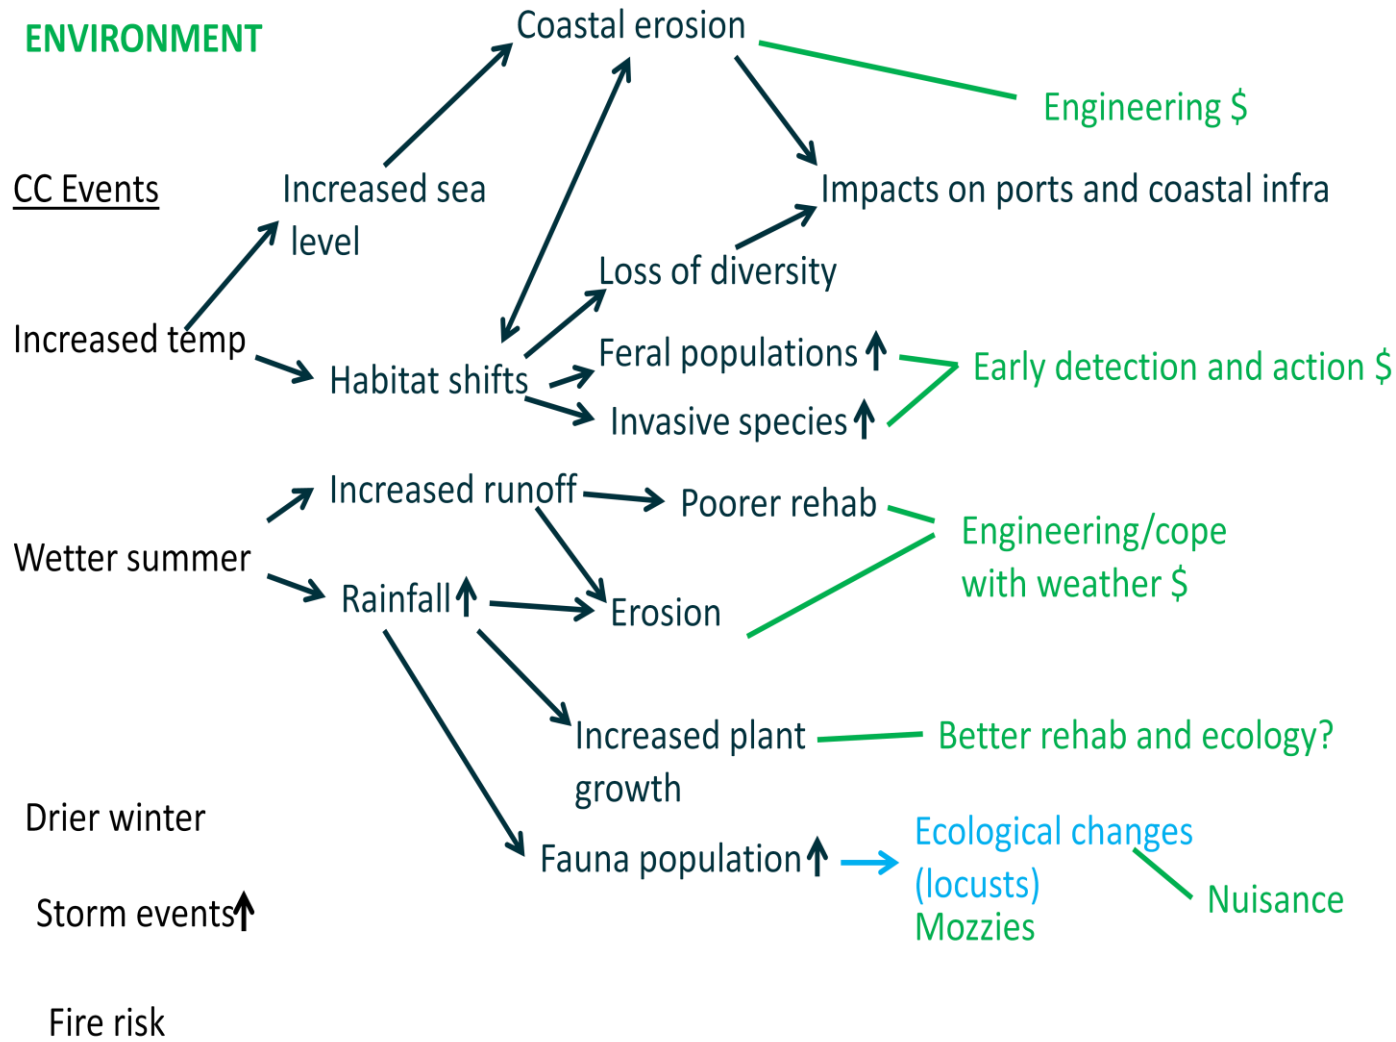 ENVIRONMENT
Coastal erosion
Engineering $
CC Events
Increased sea
level
Impacts on ports and coastal infra
Loss of diversity
Increased temp
Habitat shifts
Feral populations
Early detection and action $
Invasive species
Increased runoff
Poorer rehab
Wetter summer
Engineering/cope
with weather $
Rainfall
Erosion
Increased plant
growth
Better rehab and ecology?
Drier winter
Fauna population
Ecological changes
(locusts)
Mozzies
Nuisance
Storm events
Fire risk